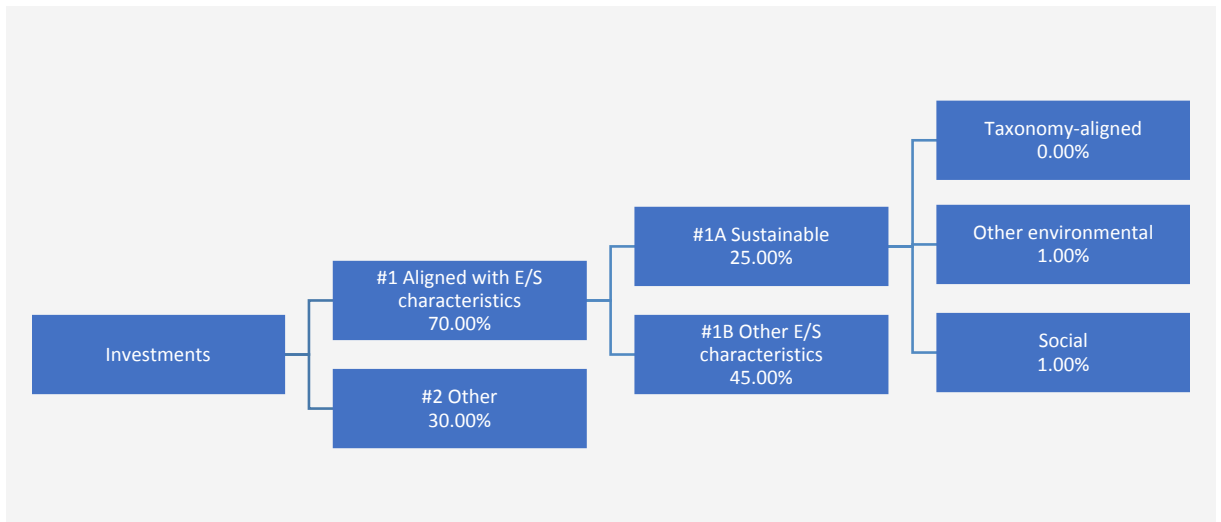 Investments
#1 Aligned with E/S
characteristics
70.00%
#2 Other
30.00%
#1A Sustainable
25.00%
#1B Other E/S
characteristics
45.00%
Taxonomy-aligned
0.00%
Other environmental
1.00%
Social
1.00%